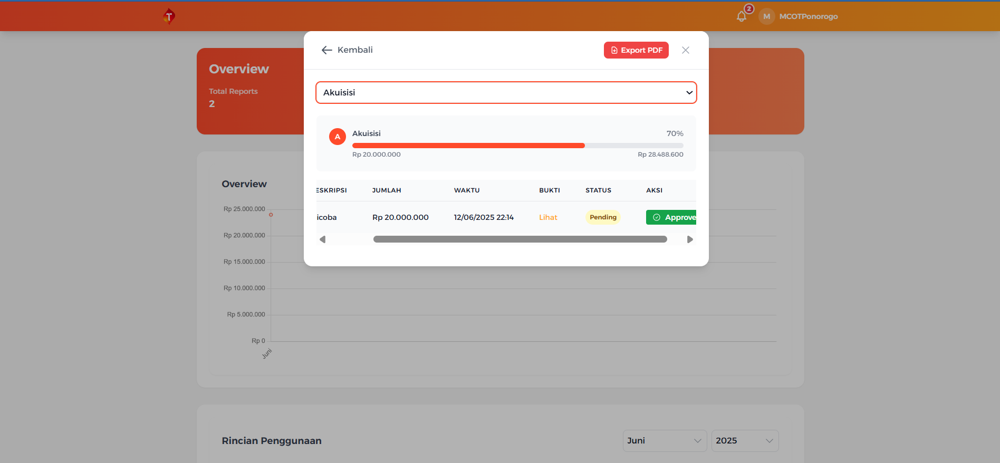 T
2
M
MCOTPonorogo
Kembali
Export PDF
Overview
Total Reports
2
Akuisisi
A
Akuisisi
70%
Rp 20.000.000
Rp 28.488.600
ESKRIPSI JUMLAH WAKTU BUKTI STATUS AKSI
icoba Rp 20.000.000 12/06/2025 22:14 Lihat Pending Approve
Overview
Rp 25.000.000
Rp 20.000.000
Rp 15.000.000
Rp 10.000.000
Rp 5.000.000
Rp 0
Juni
Rincian Penggunaan
Juni
2025